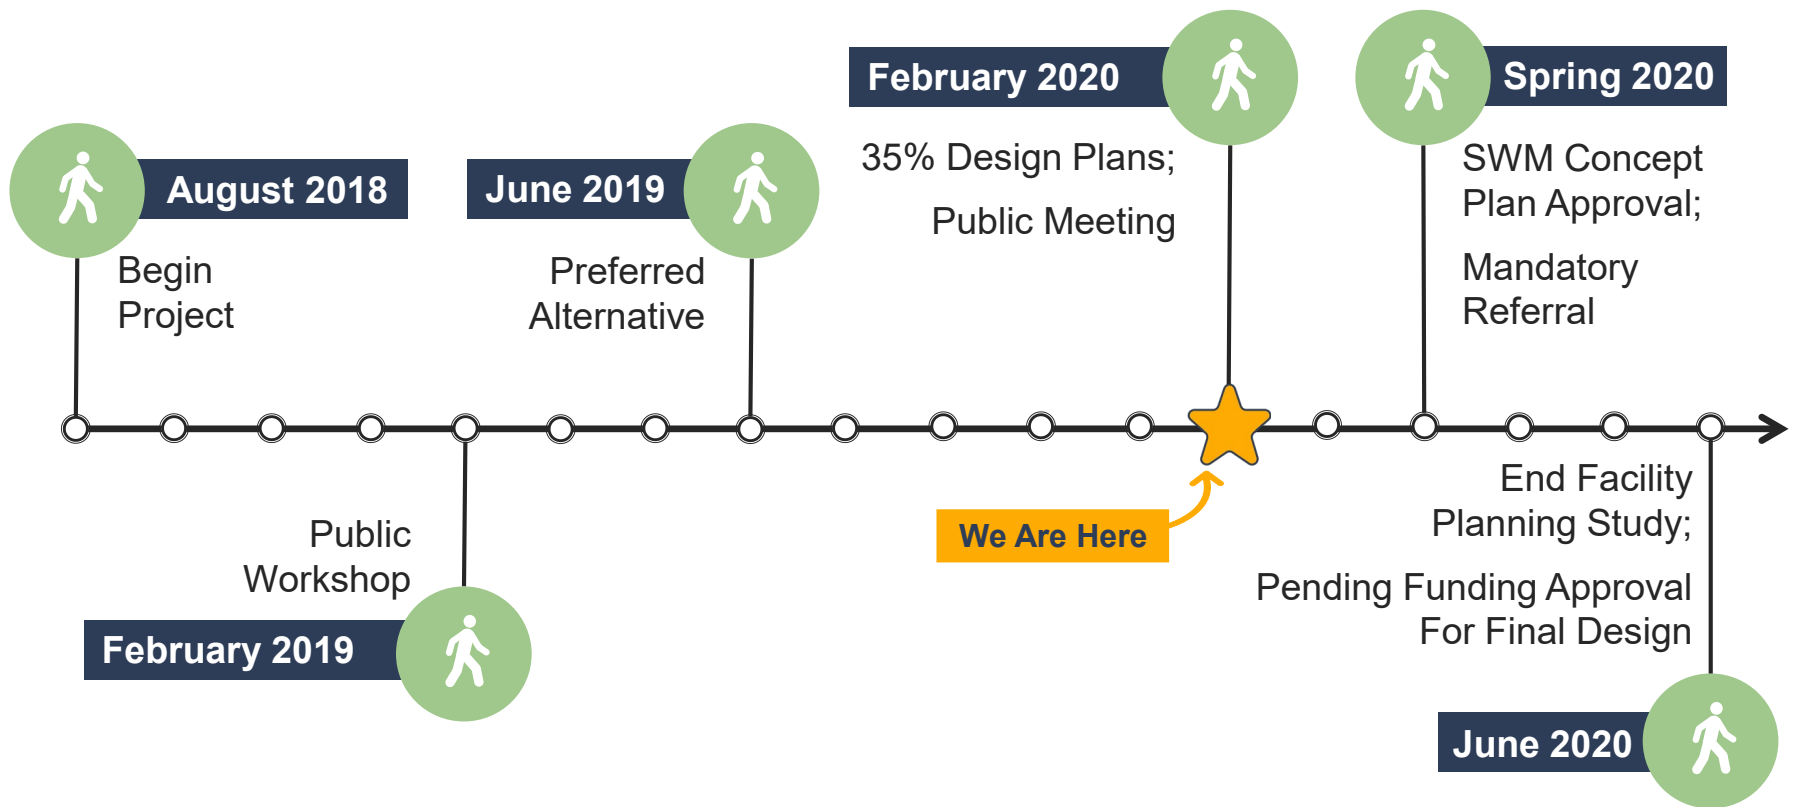 August 2018
Begin
Project
February 2019
Public
Workshop
June 2019
Preferred
Alternative
February 2020
35% Design Plans;
Public Meeting
We Are Here
Spring 2020
SWM Concept
Plan Approval;
Mandatory
Referral
End Facility
Planning Study;
Pending Funding Approval
For Final Design
June 2020